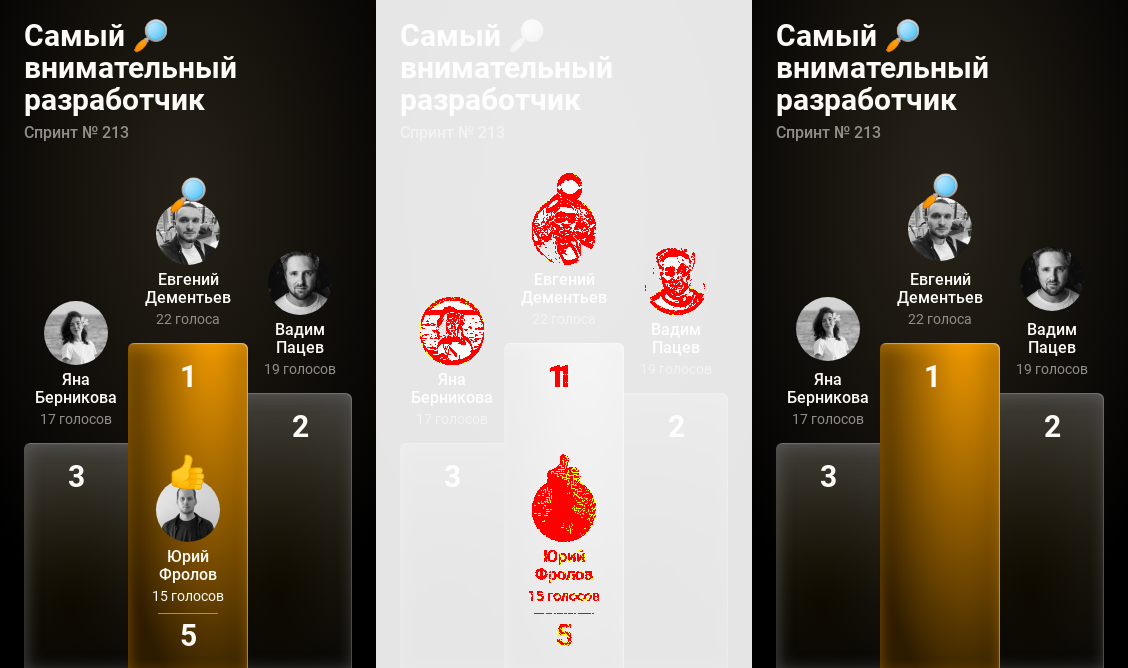 Самый 🔎
внимательный
разработчик
Спринт № 213
Евгений
Дементьев
22 голоса
Вадим
Пацев
19 голосов
Яна
Берникова
17 голосов
1
2
3
Юрий
Фролов
15 голосов
5
Самый 🔎
внимательный
разработчик
Спринт № 213
Евгений
Дементьев
22 голоса
Вадим
Пацев
19 голосов
Яна
Берникова
17 голосов
11
2
3
Юрий
Фролов
15 голосов
5
Самый 🔎
внимательный
разработчик
Спринт № 213
Евгений
Дементьев
22 голоса
Вадим
Пацев
19 голосов
Яна
Берникова
17 голосов
1
2
3